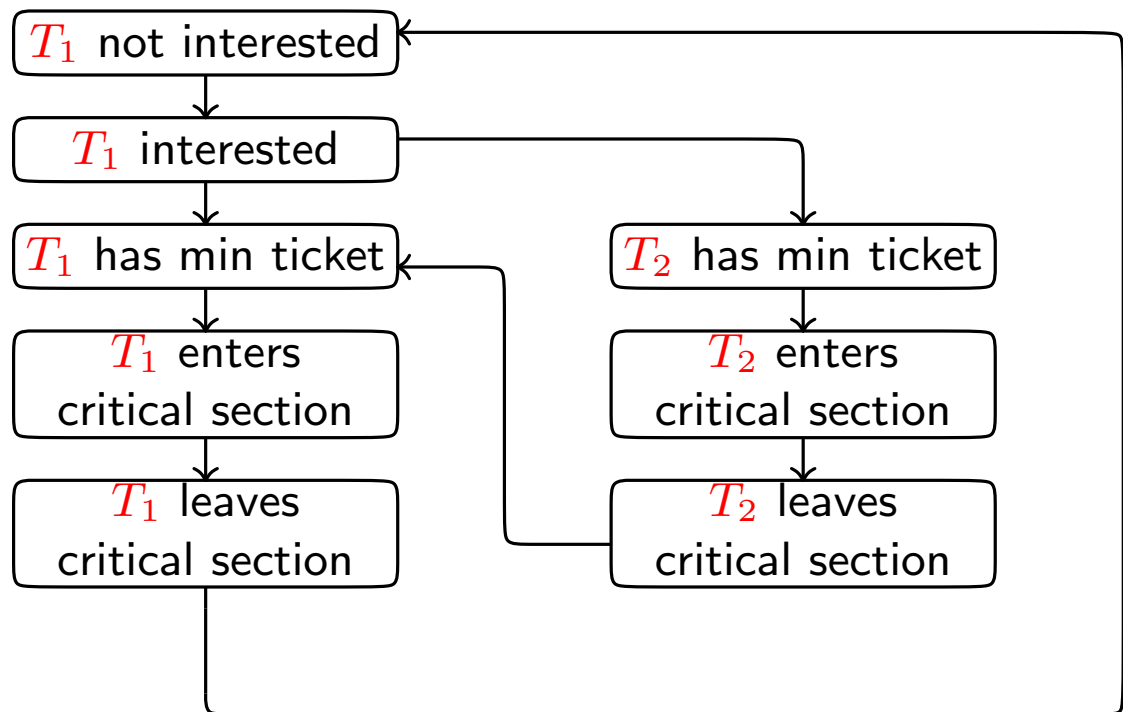 T₁ not interested
T₁ interested
T₁ has min ticket
T₂ has min ticket
T₁ enters
critical section
T₂ enters
critical section
T₁ leaves
critical section
T₂ leaves
critical section